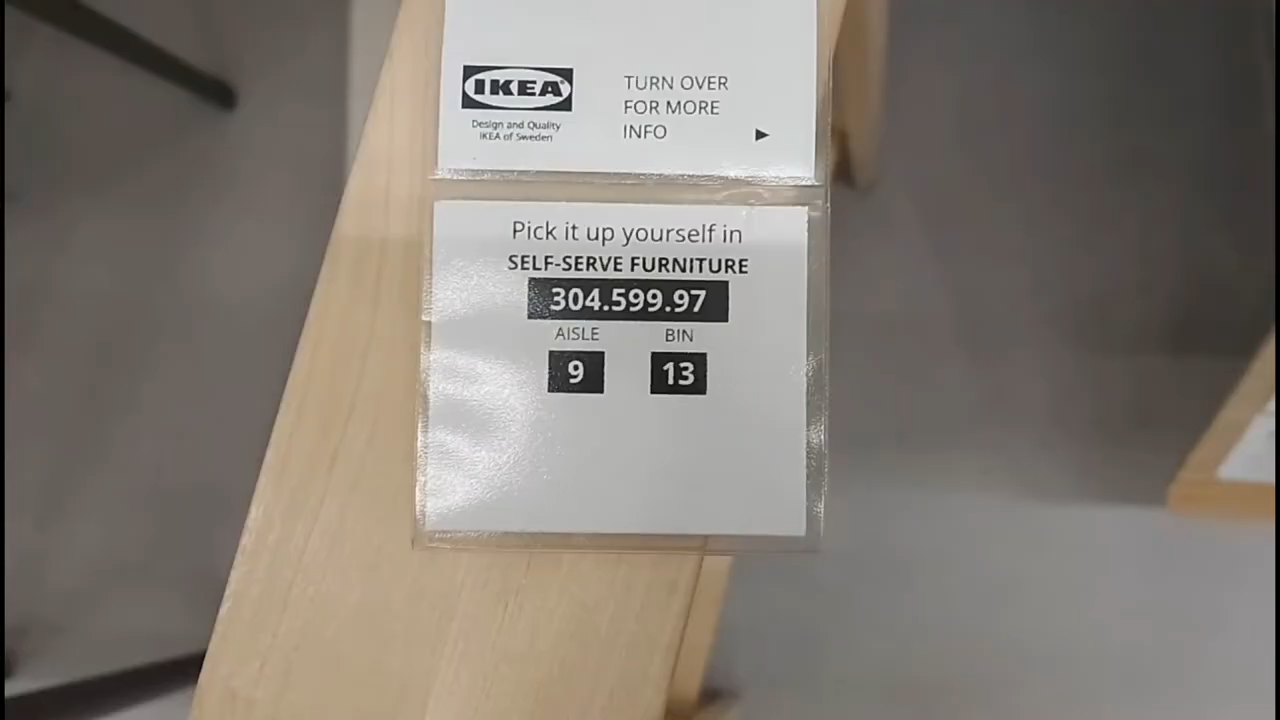 IKEA
Design and Quality
IKEA of Sweden
TURN OVER
FOR MORE
INFO
Pick it up yourself in
SELF-SERVE FURNITURE
304.599.97
AISLE BIN
9 13